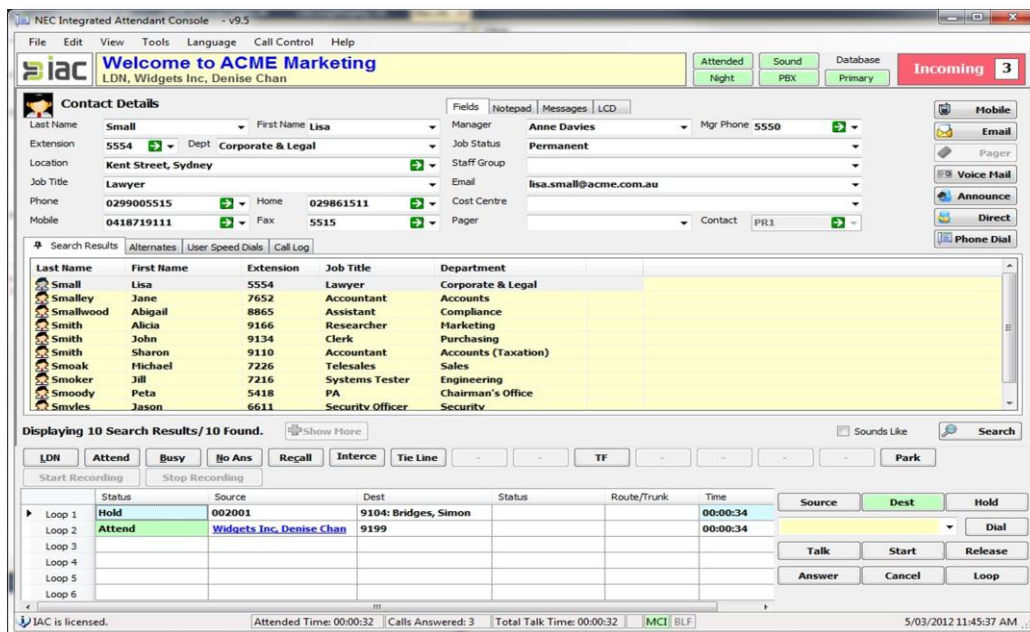 NEC Integrated Attendant Console - v9.5
File Edit View Tools Language Call Control Help
iac
Welcome to ACME Marketing
LDN, Widgets Inc, Denise Chan
Attended Sound Database
Night PBX Primary
Incoming 3
Contact Details
Fields Notepad Messages LCD
Last Name Small First Name Lisa Manager Anne Davies Mgr Phone 5550
Extension 5554 Dept Corporate & Legal Job Status Permanent
Location Kent Street, Sydney Staff Group
Job Title Lawyer Email lisa.small@acme.com.au
Phone 0299005515 Home 029861511 Cost Centre
Mobile 0418719111 Fax 5515 Pager Contact PR1
Mobile
Email
Pager
Voice Mail
Announce
Direct
Phone Dial
Search Results Alternates User Speed Dials Call Log
Last Name First Name Extension Job Title Department
Small Lisa 5554 Lawyer Corporate & Legal
Smalley Jane 7652 Accountant Accounts
Smallwood Abigail 8865 Assistant Compliance
Smith Alicia 9166 Researcher Marketing
Smith John 9134 Clerk Purchasing
Smith Sharon 9110 Accountant Accounts (Taxation)
Smoak Michael 7226 Telesales Sales
Smoker Jill 7216 Systems Tester Engineering
Smoody Peta 5418 PA Chairman's Office
Smyles Jason 6611 Security Officer Security
Displaying 10 Search Results/10 Found. Show More Sounds Like Search
LDN Attend Busy No Ans Recall Interce Tie Line - - TF - - - - Park
Start Recording Stop Recording
Status Source Dest Status Route/Trunk Time
Loop 1 Hold 002001 9104: Bridges, Simon 00:00:34
Loop 2 Attend Widgets Inc, Denise Chan 9199 00:00:34
Loop 3
Loop 4
Loop 5
Loop 6
Source Dest Hold
Dial
Talk Start Release
Answer Cancel Loop
IAC is licensed. Attended Time: 00:00:32 Calls Answered: 3 Total Talk Time: 00:00:32 MCI BLF 5/03/2012 11:45:37 AM